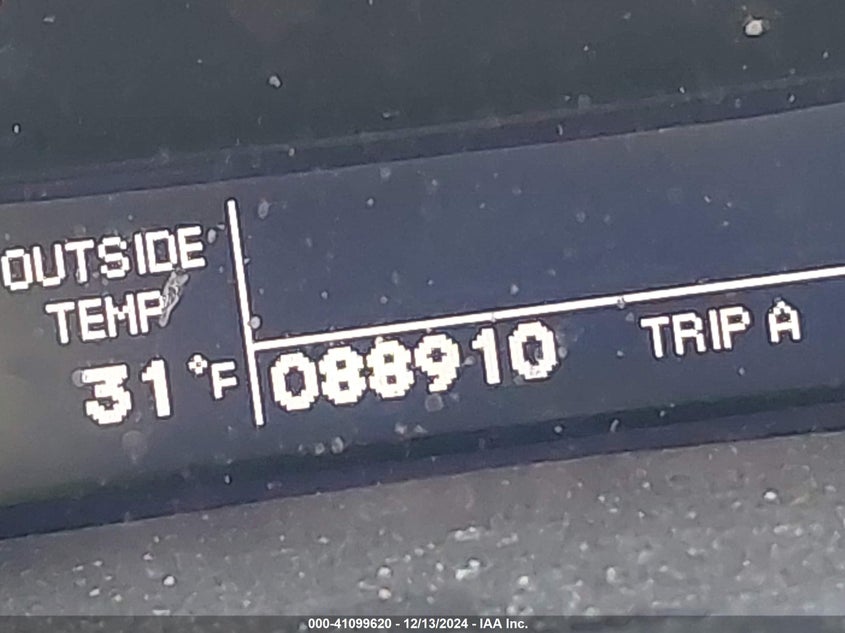 OUTSIDE
TEMP
31°F
088910
TRIP A
000-41099620 - 12/13/2024 - IAA Inc.